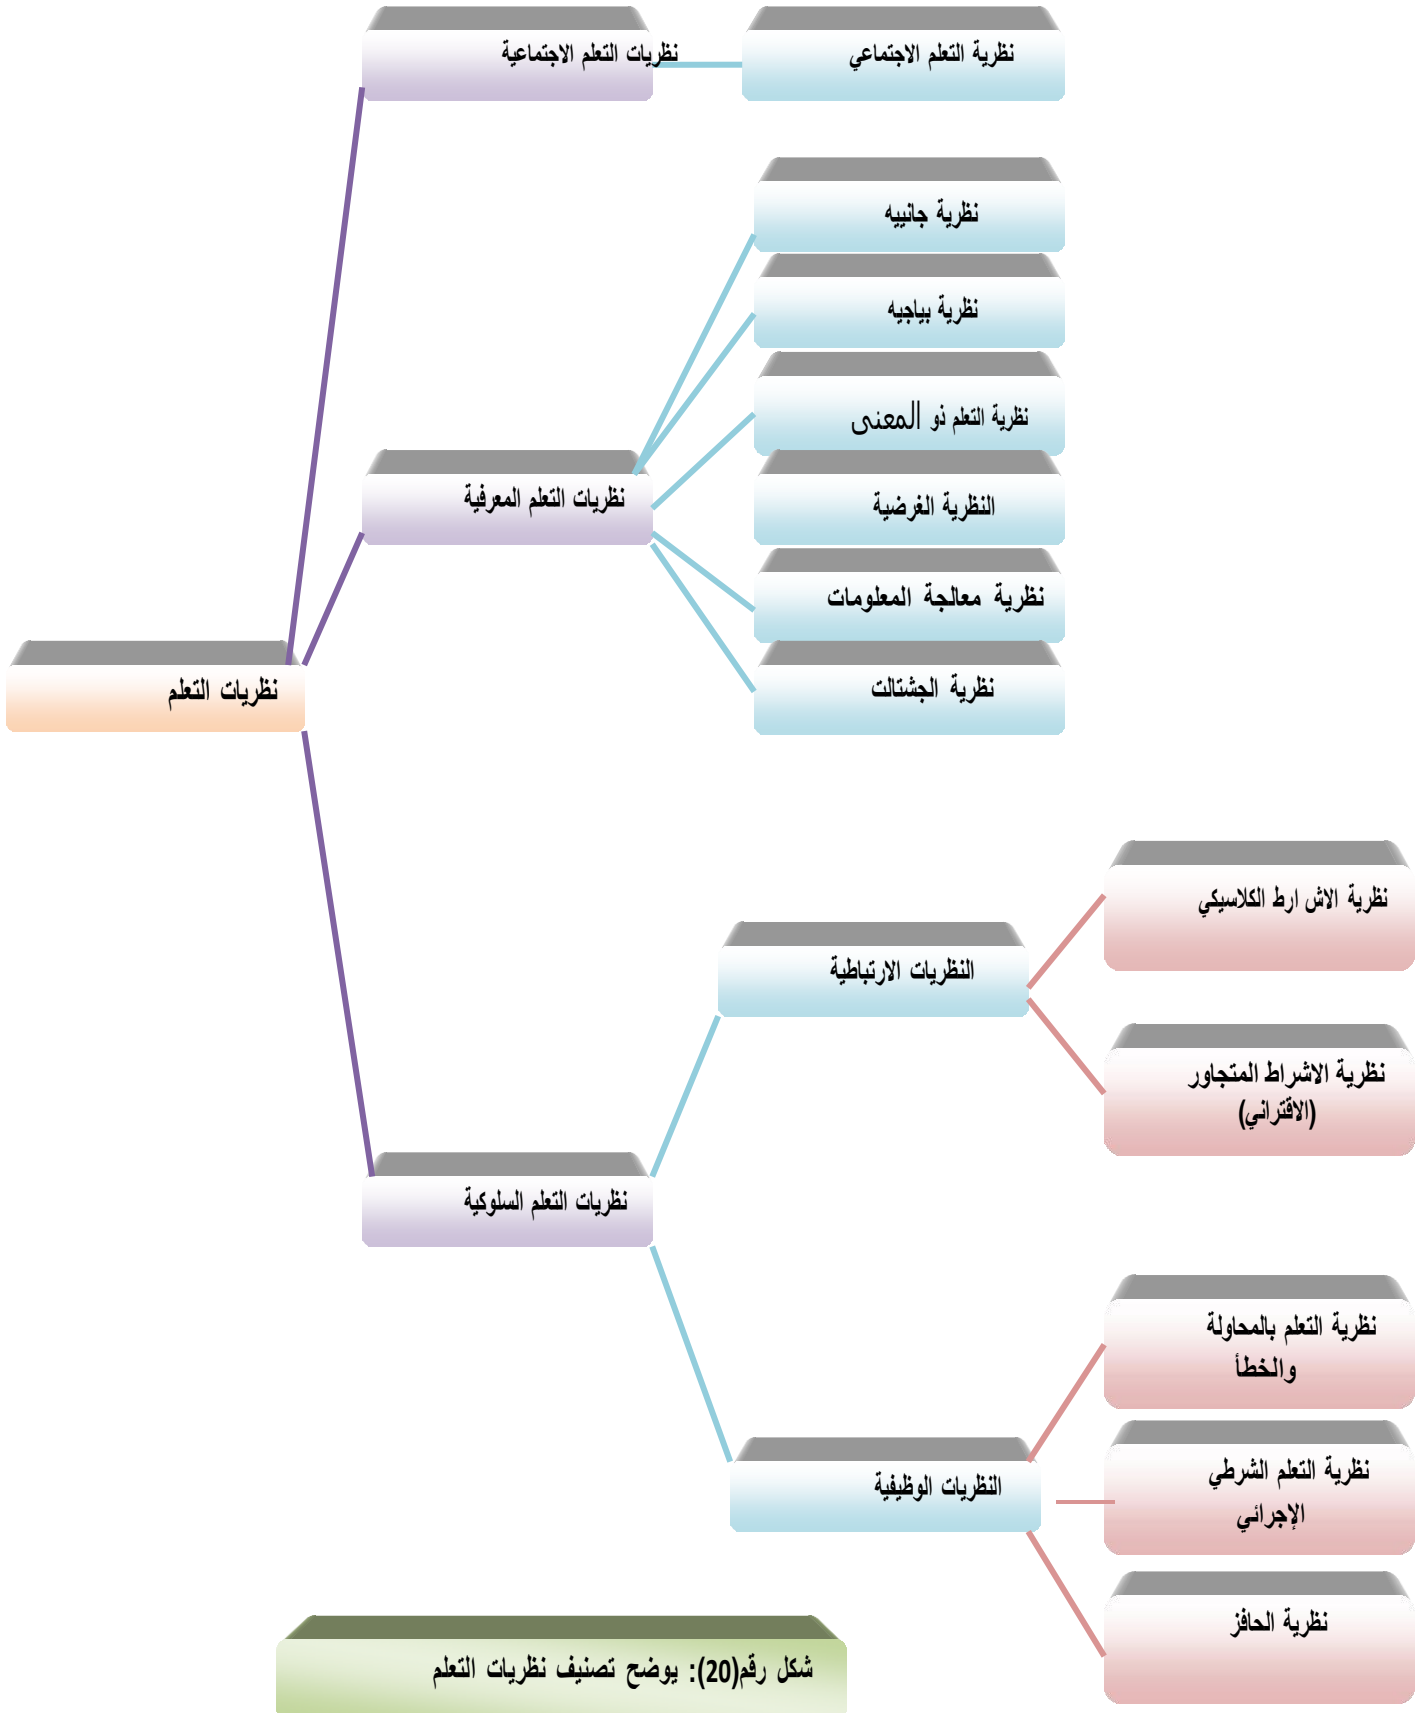 نظريات التعلم الاجتماعية
نظرية التعلم الاجتماعي
نظرية جانييه
نظرية بياجيه
نظرية التعلم ذو المعنى
نظريات التعلم المعرفية
النظرية الغرضية
نظرية معالجة المعلومات
نظرية الجشتالت
نظريات التعلم
نظرية الاش ارط الكلاسيكي
النظريات الارتباطية
نظرية الاشراط المتجاور
(الاقتراني)
نظريات التعلم السلوكية
نظرية التعلم بالمحاولة
والخطأ
النظريات الوظيفية
نظرية التعلم الشرطي
الإجرائي
نظرية الحافز
شكل رقم(20): يوضح تصنيف نظريات التعلم